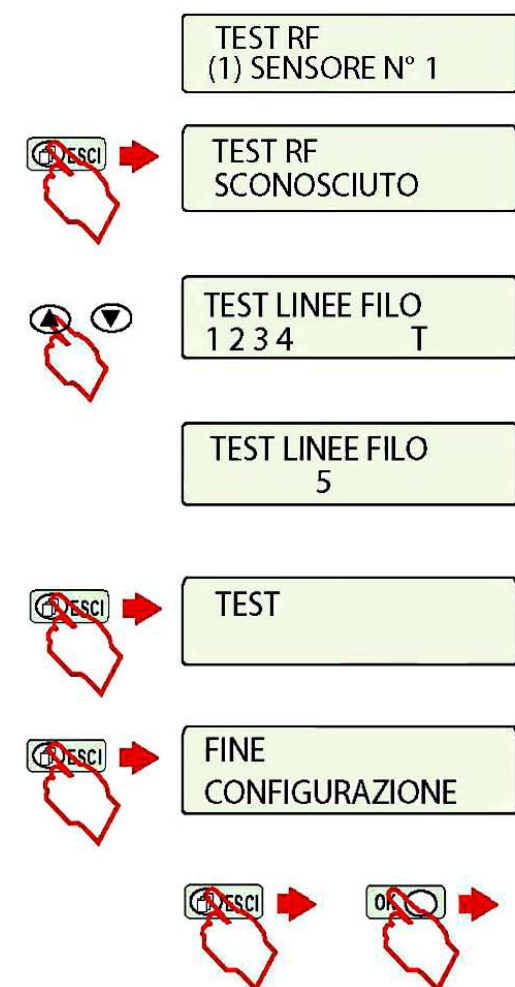 TEST RF
(1) SENSORE N° 1
ESCI
TEST RF
SCONOSCIUTO
TEST LINEE FILO
1 2 3 4 T
TEST LINEE FILO
5
ESCI
TEST
ESCI
FINE
CONFIGURAZIONE
ESCI OK